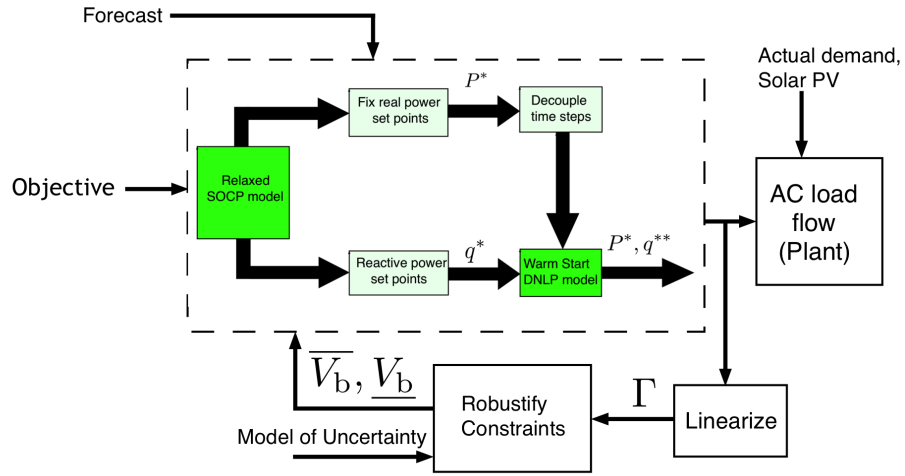 Forecast
Actual demand,
Solar PV
P*
Fix real power
set points
Decouple
time steps
Relaxed
SOCP model
Objective
AC load
flow
(Plant)
Reactive power
set points
q*
Warm Start
DNLP model
P*, q**
V̅b, V̲b
Robustify
Constraints
Γ
Linearize
Model of Uncertainty